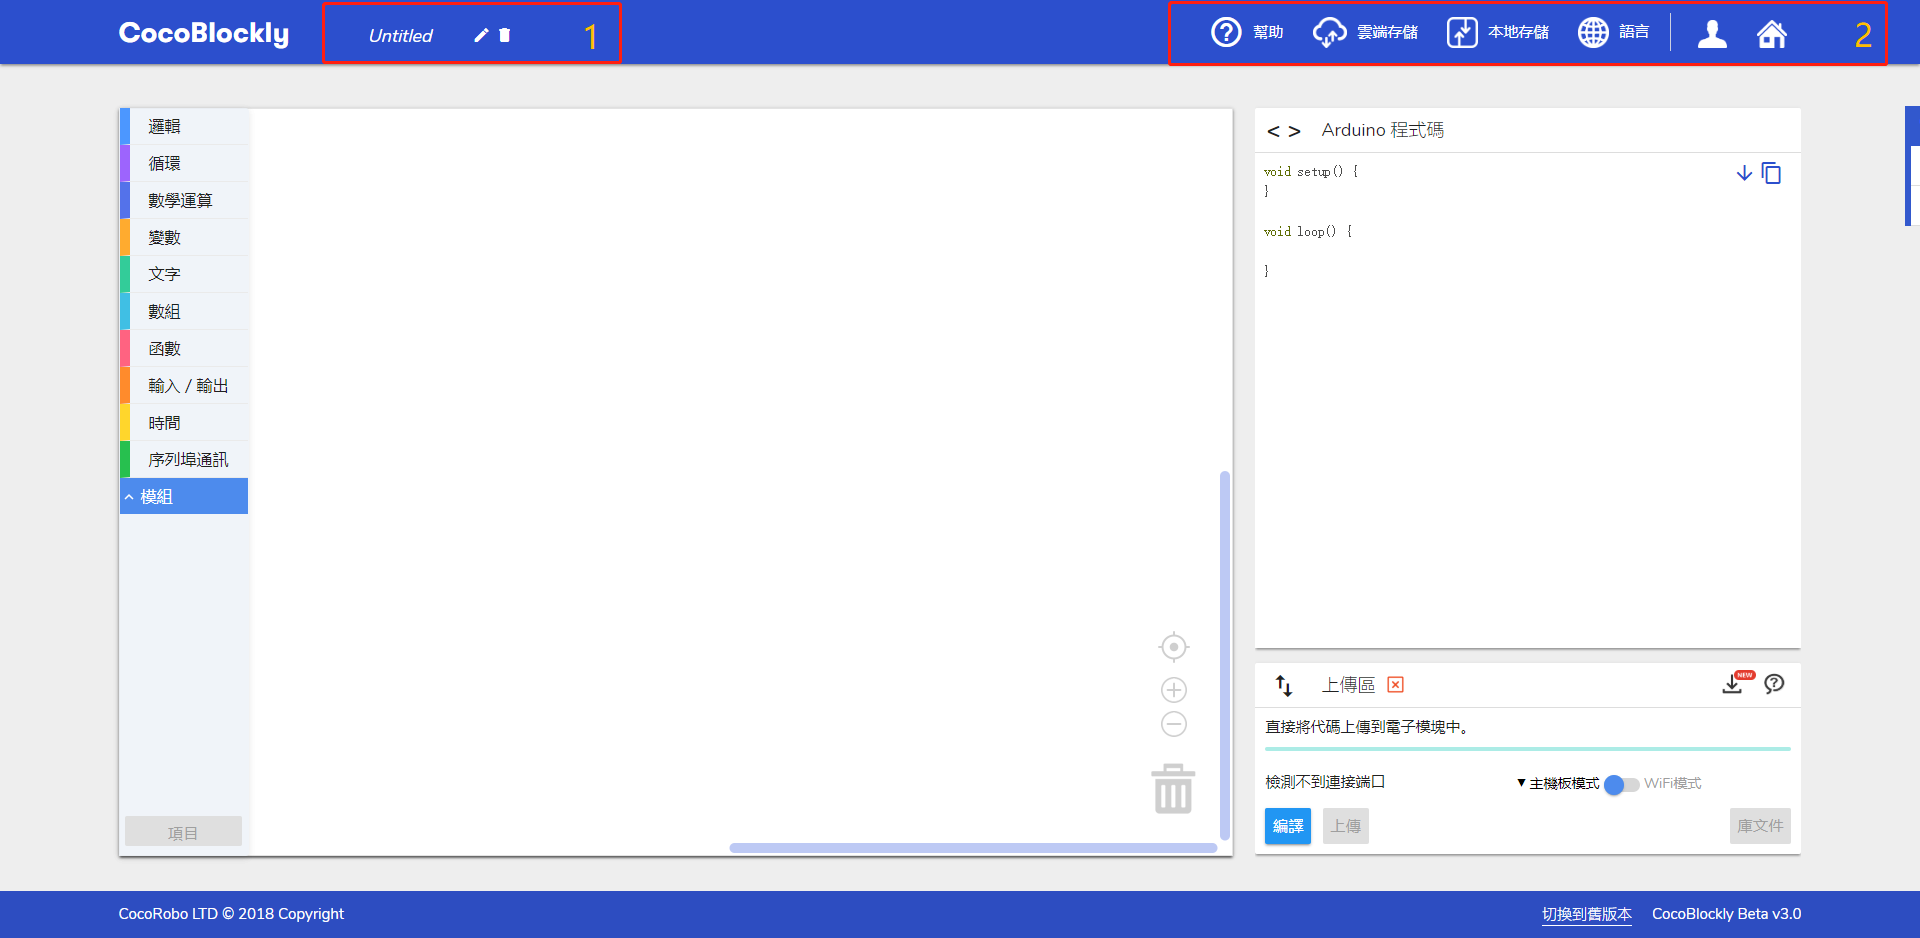 CocoBlockly
Untitled
1
幫助
雲端存儲
本地存儲
語言
2
邏輯
循環
數學運算
變數
文字
數組
函數
輸入 / 輸出
時間
序列埠通訊
模組
項目
< > Arduino 程式碼
void setup() {
}
void loop() {
}
上傳區
NEW
直接將代碼上傳到電子模塊中。
檢測不到連接端口
▼主機板模式
WiFi模式
編譯
上傳
庫文件
CocoRobo LTD © 2018 Copyright
切換到舊版本
CocoBlockly Beta v3.0